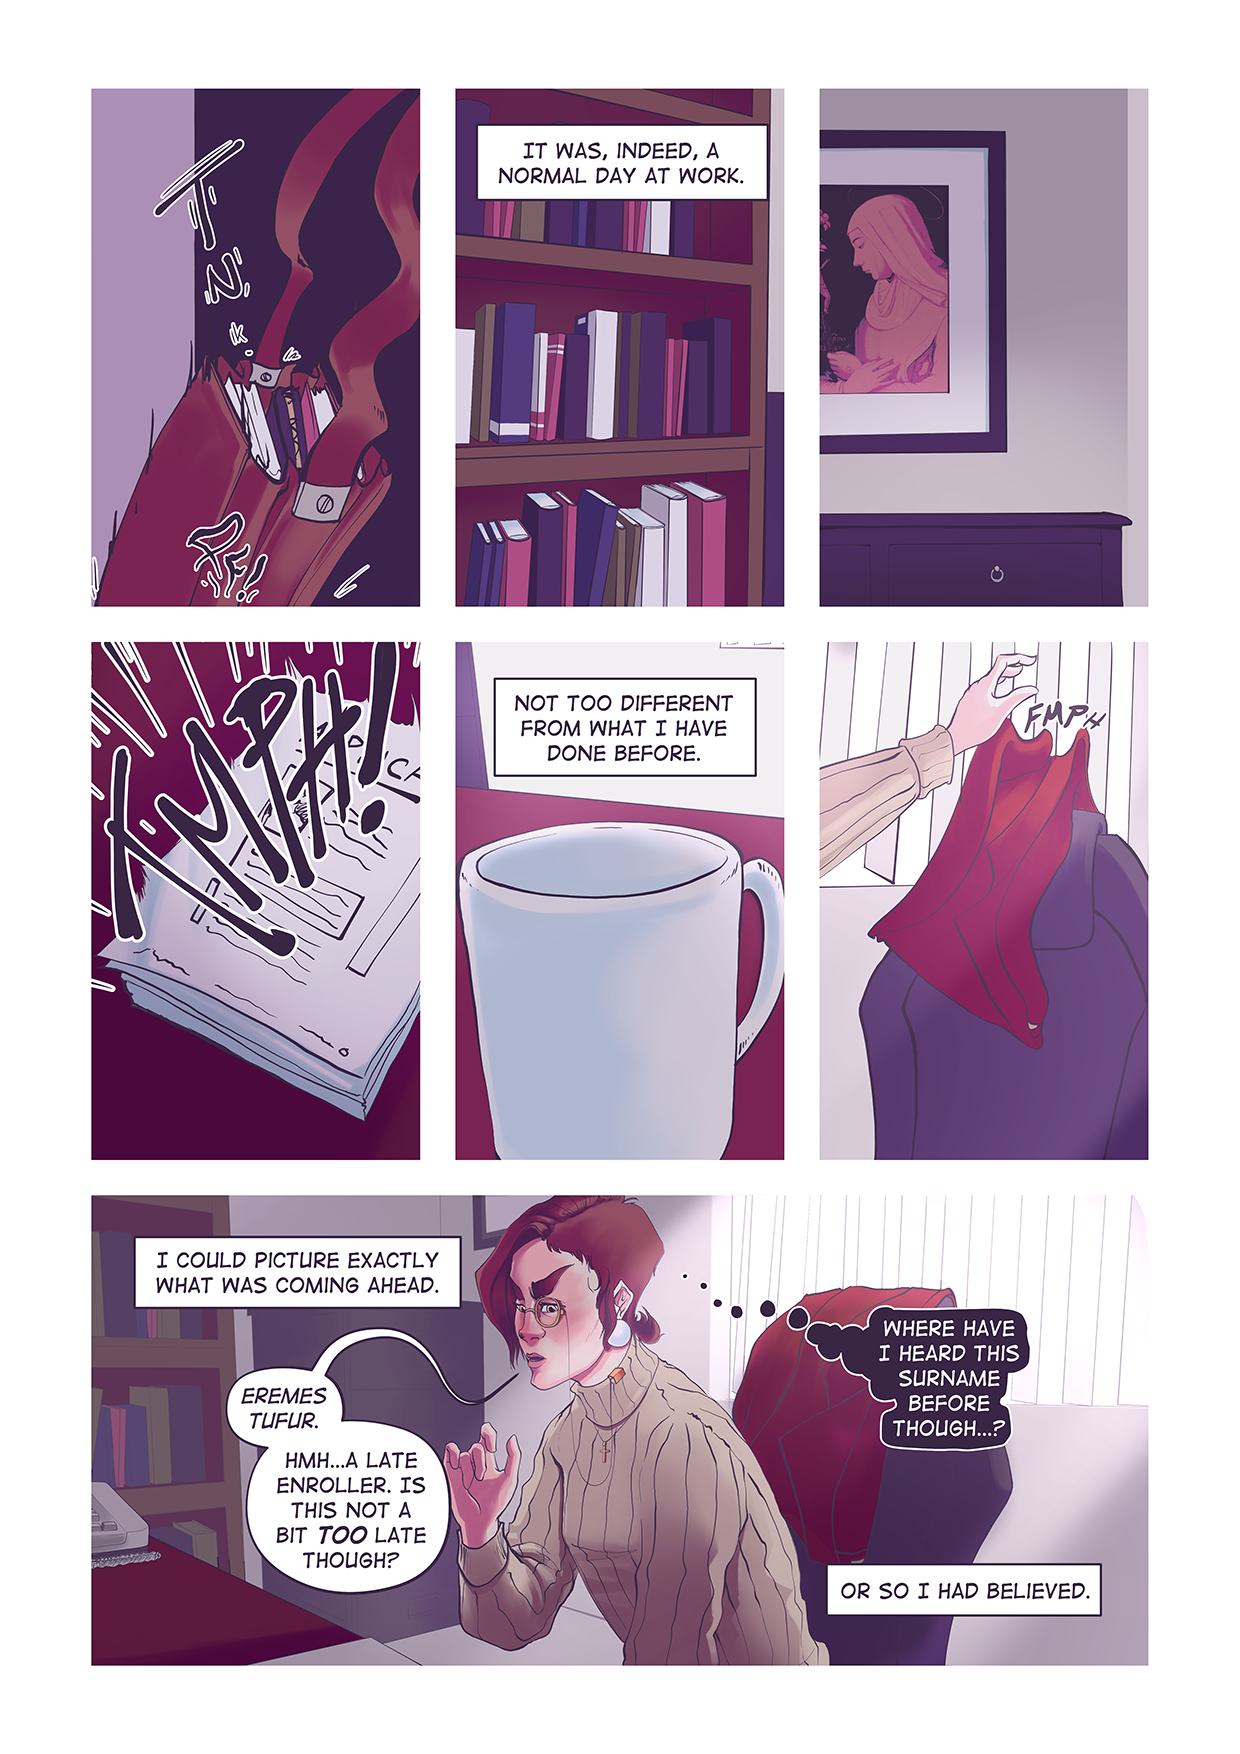 TNK.
PF!
IT WAS, INDEED, A
NORMAL DAY AT WORK.
KMPH!
NOT TOO DIFFERENT
FROM WHAT I HAVE
DONE BEFORE.
FMPH
I COULD PICTURE EXACTLY
WHAT WAS COMING AHEAD.
EREMES
TUFUR.
HMH...A LATE
ENROLLER. IS
THIS NOT A
BIT TOO LATE
THOUGH?
WHERE HAVE
I HEARD THIS
SURNAME
BEFORE
THOUGH...?
OR SO I HAD BELIEVED.